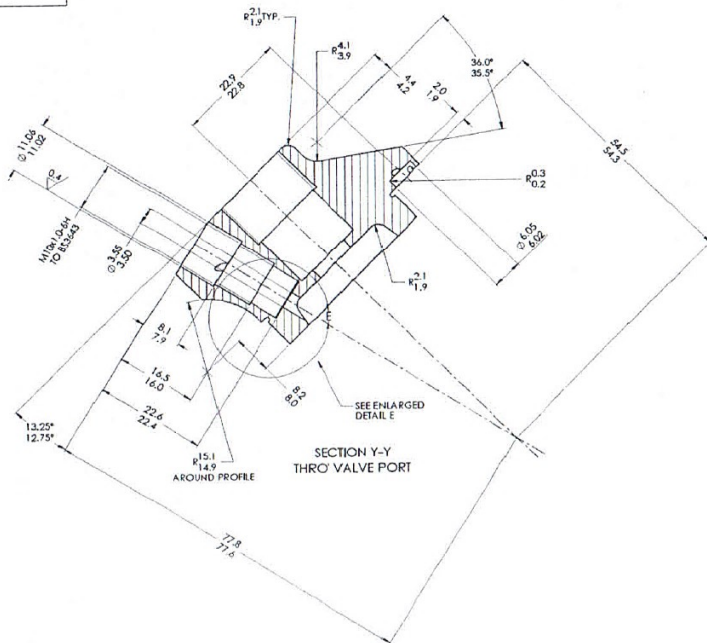 R2.1 TYP.
1.9
R4.1
3.9
36.0°
35.5°
4.4
4.2
2.0
1.9
22.9
22.8
54.5
54.3
Ø 11.06
11.02
0.4
R0.3
0.2
M10x1.0-6H
TO BS3643
Ø 3.55
3.50
Ø 6.05
6.02
R2.1
1.9
E
8.1
7.9
16.5
16.0
8.2
8.0
22.6
22.4
SEE ENLARGED
DETAIL E
13.25°
12.75°
R15.1
14.9
AROUND PROFILE
SECTION Y-Y
THRO' VALVE PORT
77.8
77.6